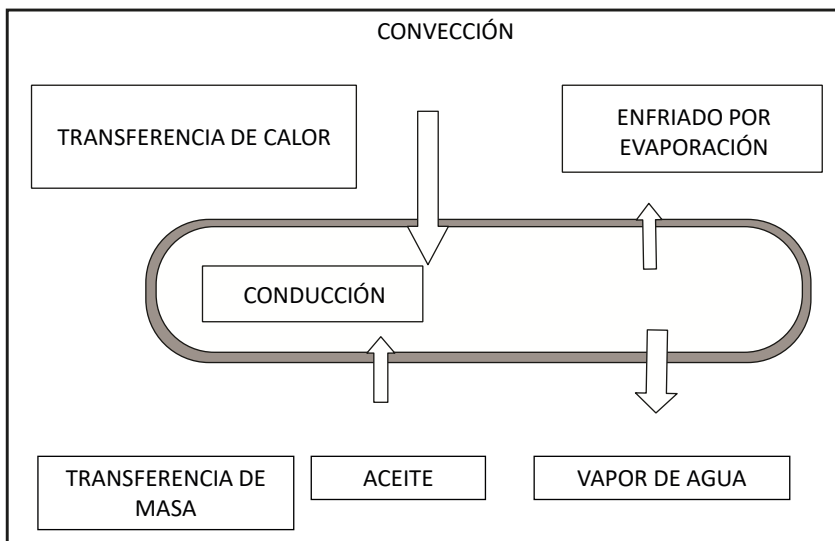 CONVECCIÓN
TRANSFERENCIA DE CALOR
ENFRIADO POR
EVAPORACIÓN
CONDUCCIÓN
TRANSFERENCIA DE
MASA
ACEITE
VAPOR DE AGUA